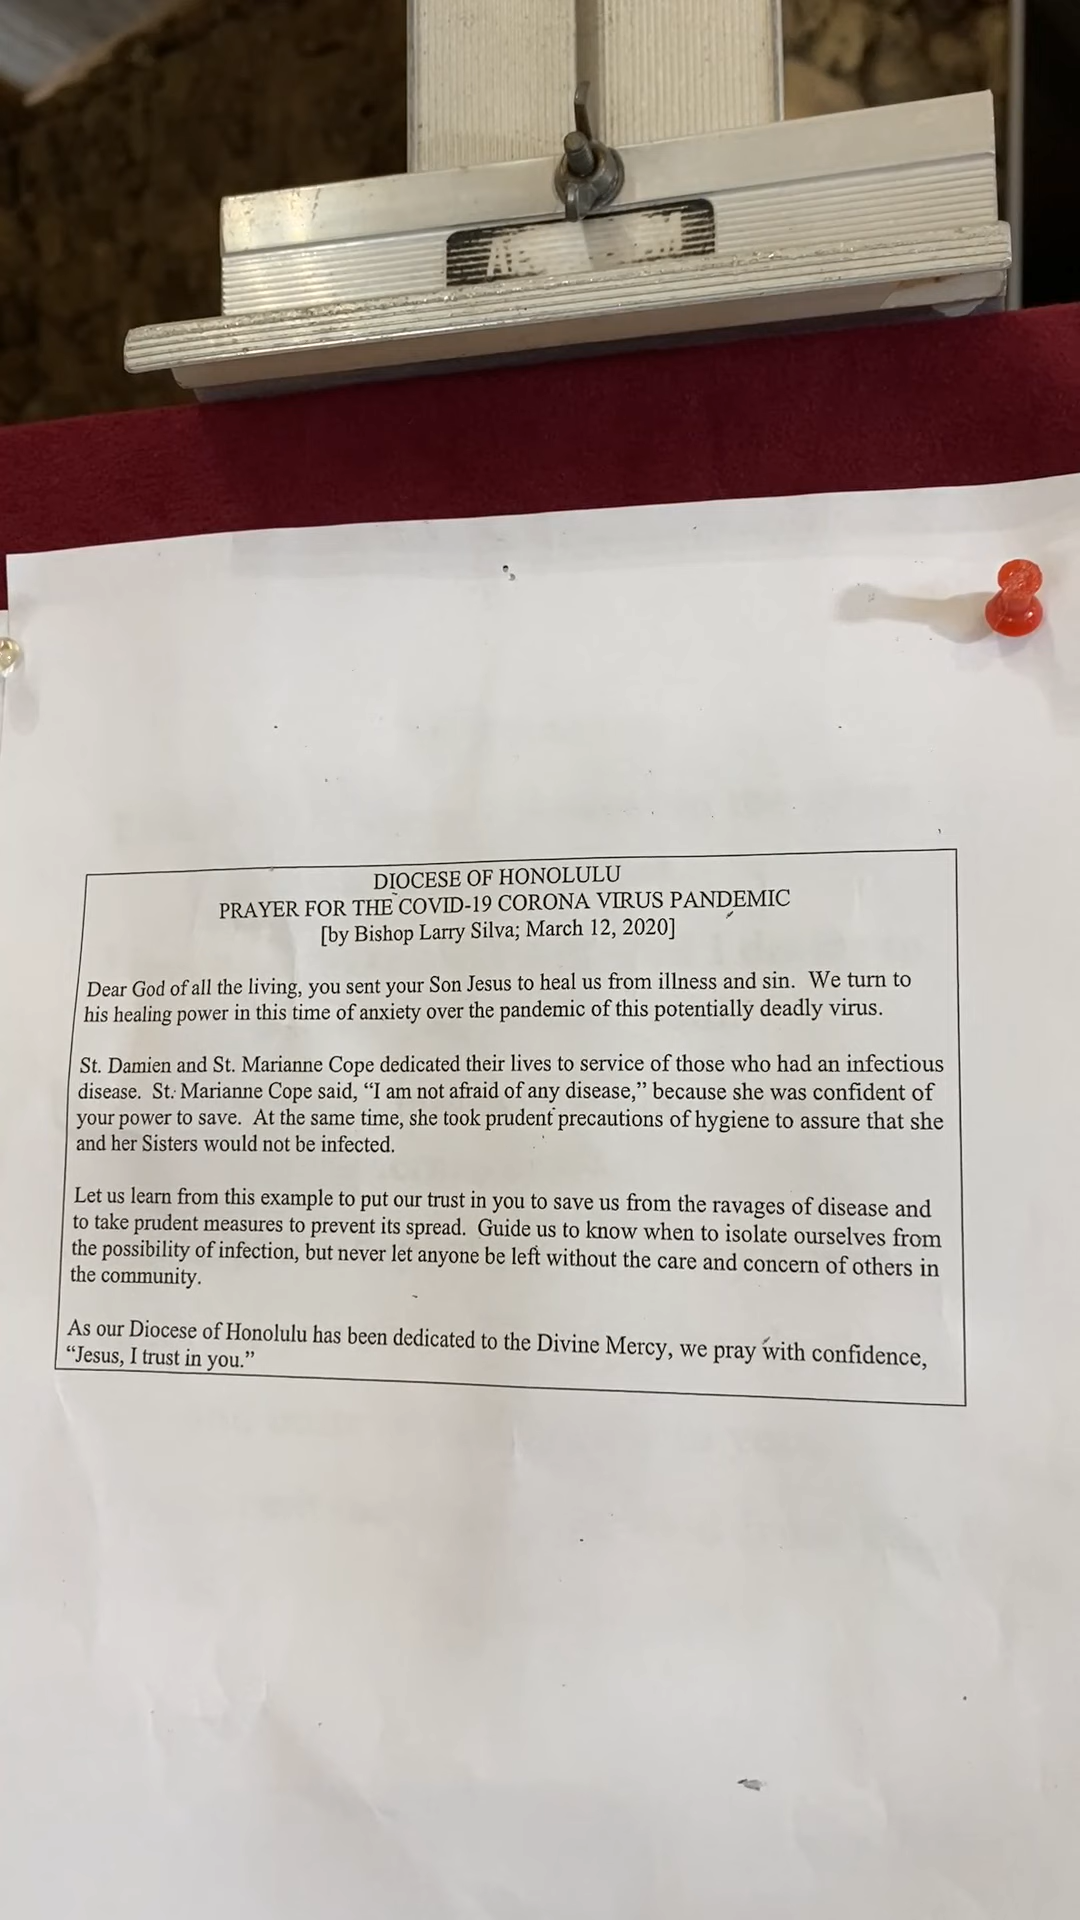 DIOCESE OF HONOLULU
PRAYER FOR THE COVID-19 CORONA VIRUS PANDEMIC
[by Bishop Larry Silva; March 12, 2020]
Dear God of all the living, you sent your Son Jesus to heal us from illness and sin. We turn to
his healing power in this time of anxiety over the pandemic of this potentially deadly virus.
St. Damien and St. Marianne Cope dedicated their lives to service of those who had an infectious
disease. St. Marianne Cope said, “I am not afraid of any disease,” because she was confident of
your power to save. At the same time, she took prudent precautions of hygiene to assure that she
and her Sisters would not be infected.
Let us learn from this example to put our trust in you to save us from the ravages of disease and
to take prudent measures to prevent its spread. Guide us to know when to isolate ourselves from
the possibility of infection, but never let anyone be left without the care and concern of others in
the community.
As our Diocese of Honolulu has been dedicated to the Divine Mercy, we pray with confidence,
“Jesus, I trust in you.”